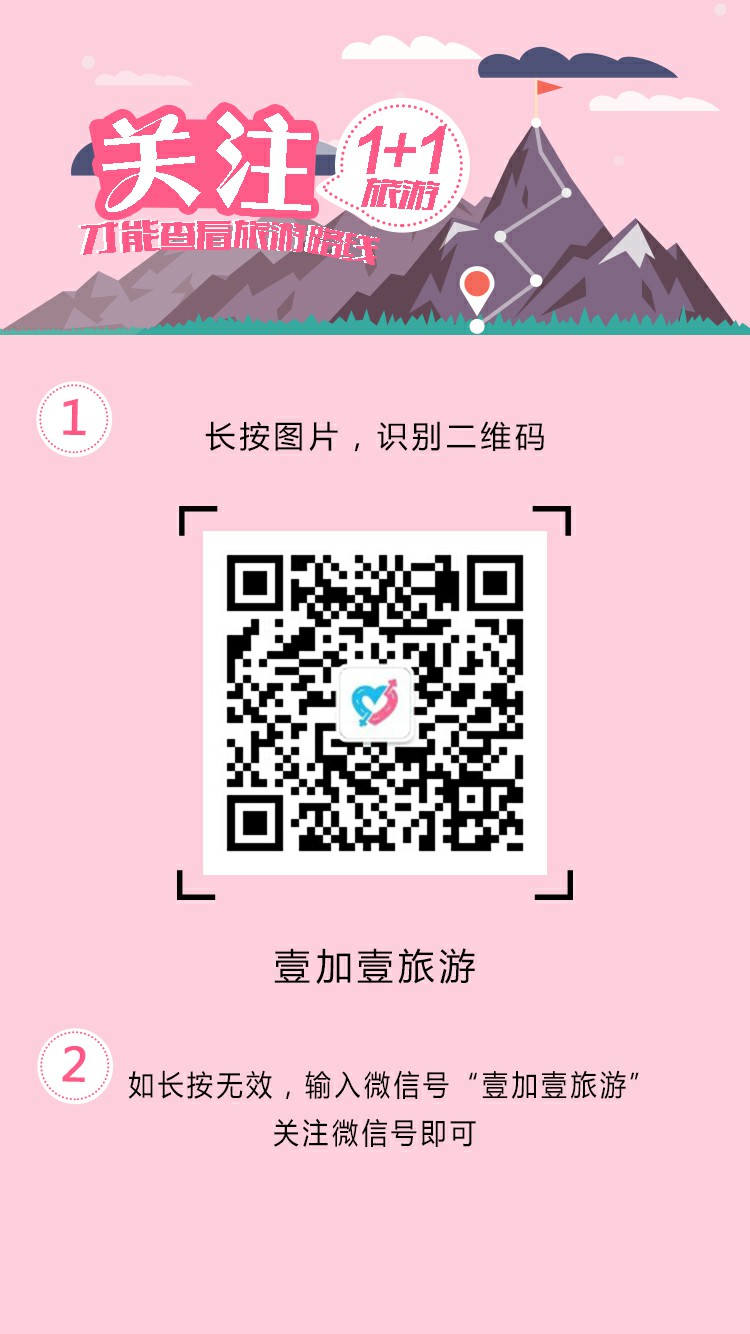 关注
1+1
旅游
才能查看旅游路线
1
长按图片，识别二维码
壹加壹旅游
2
如长按无效，输入微信号“壹加壹旅游”
关注微信号即可